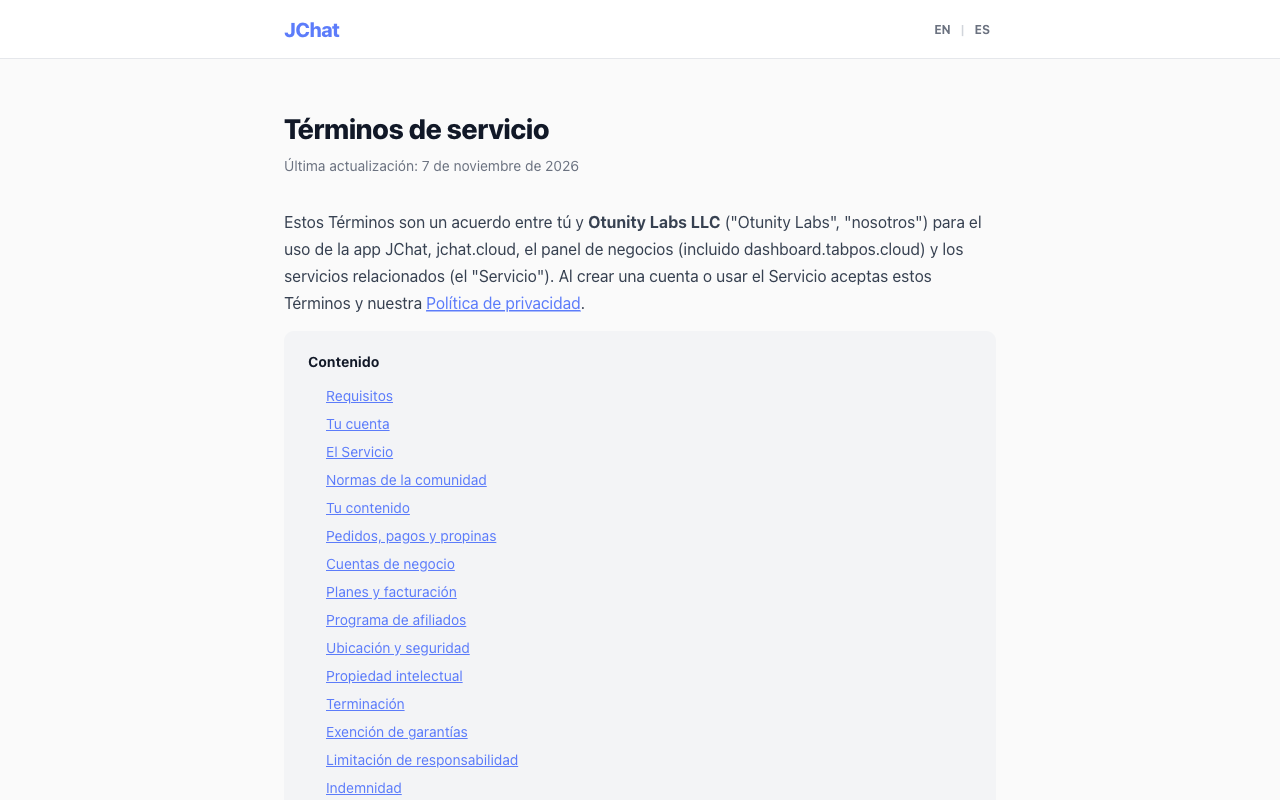 JChat
EN | ES
Términos de servicio
Última actualización: 7 de noviembre de 2026
Estos Términos son un acuerdo entre tú y Otunity Labs LLC ("Otunity Labs", "nosotros") para el
uso de la app JChat, jchat.cloud, el panel de negocios (incluido dashboard.tabpos.cloud) y los
servicios relacionados (el "Servicio"). Al crear una cuenta o usar el Servicio aceptas estos
Términos y nuestra Política de privacidad.
Contenido
Requisitos
Tu cuenta
El Servicio
Normas de la comunidad
Tu contenido
Pedidos, pagos y propinas
Cuentas de negocio
Planes y facturación
Programa de afiliados
Ubicación y seguridad
Propiedad intelectual
Terminación
Exención de garantías
Limitación de responsabilidad
Indemnidad